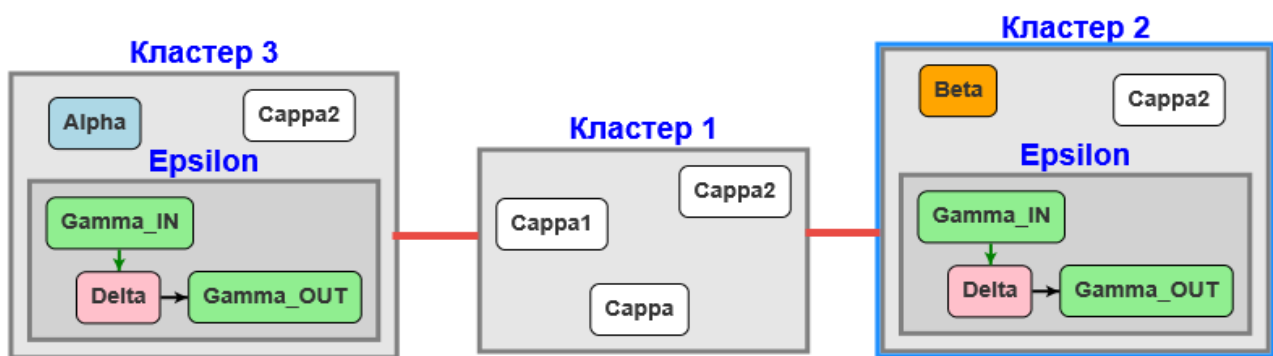 Кластер 3
Alpha
Cappa2
Epsilon
Gamma_IN
Delta
Gamma_OUT
Кластер 1
Cappa2
Cappa1
Cappa
Кластер 2
Beta
Cappa2
Epsilon
Gamma_IN
Delta
Gamma_OUT